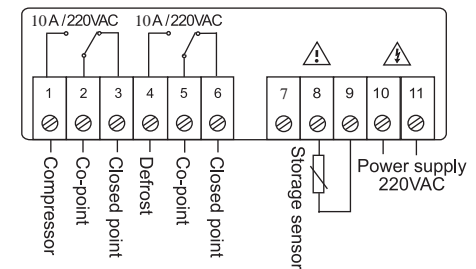 10A/220VAC 10A/220VAC
1 2 3 4 5 6 7 8 9 10 11
Compressor
Co-point
Closed point
Defrost
Co-point
Closed point
Storage sensor
Power supply
220VAC